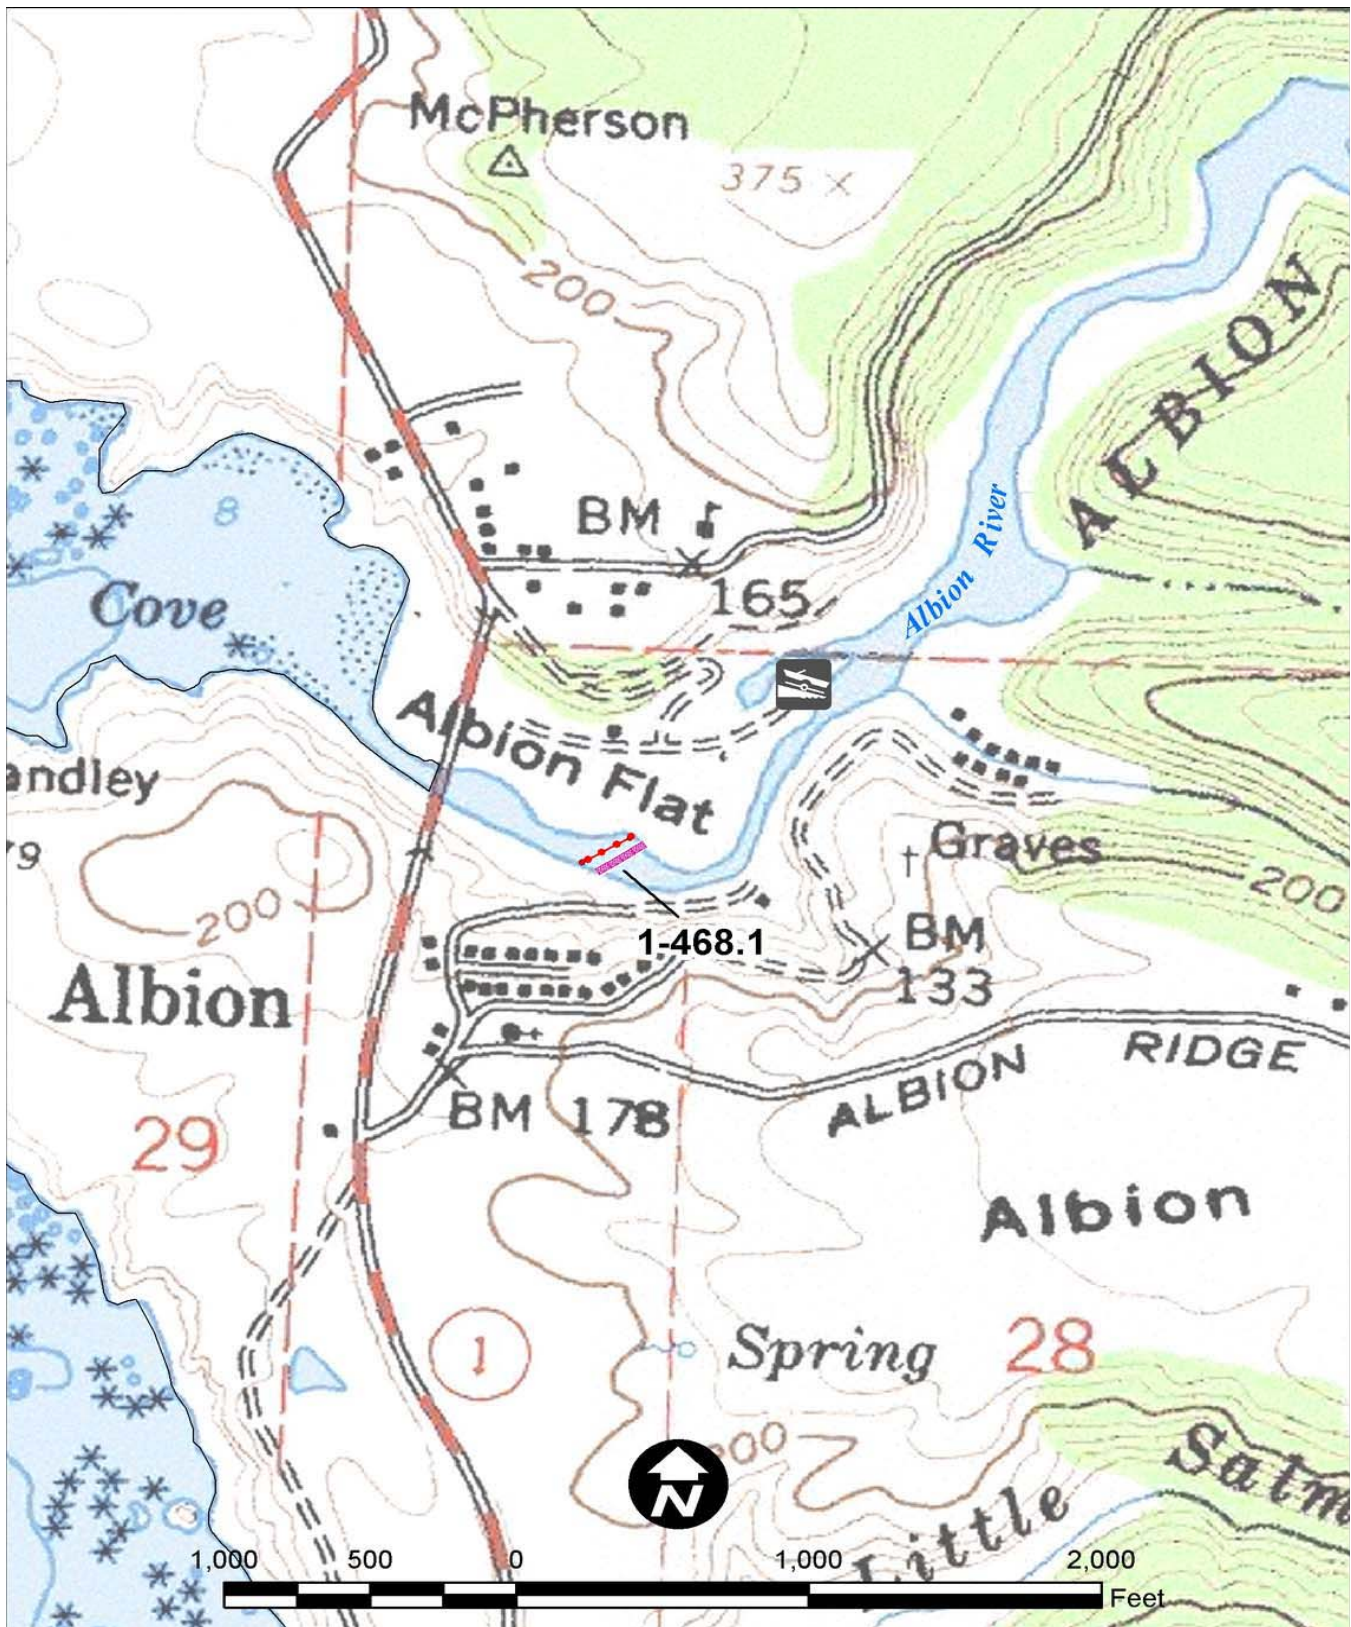 McPherson
375
200
ALBION
8
BM
Albion River
Cove
165
Albion Flat
andley
9
Graves
200
200
1-468.1
BM
133
Albion
RIDGE
ALBION
BM 178
29
Albion
1
Spring
28
200
Little
Salm
N
1,000 500 0 1,000 2,000
Feet